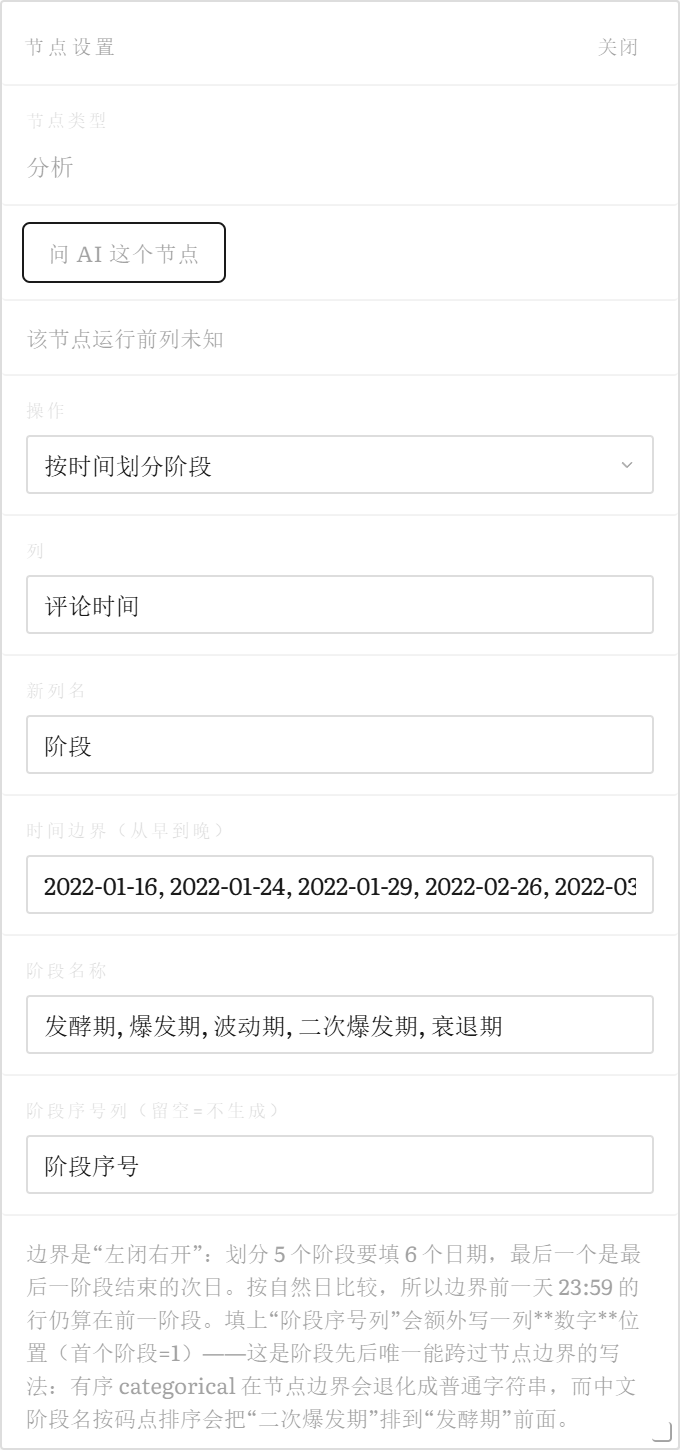 节点设置 关闭
节点类型
分析
问 AI 这个节点
该节点运行前列未知
操作
按时间划分阶段
列
评论时间
新列名
阶段
时间边界（从早到晚）
2022-01-16, 2022-01-24, 2022-01-29, 2022-02-26, 2022-03
阶段名称
发酵期, 爆发期, 波动期, 二次爆发期, 衰退期
阶段序号列（留空=不生成）
阶段序号
边界是“左闭右开”：划分 5 个阶段要填 6 个日期，最后一个是最
后一阶段结束的次日。按自然日比较，所以边界前一天 23:59 的
行仍算在前一阶段。填上“阶段序号列”会额外写一列**数字**位
置（首个阶段=1）——这是阶段先后唯一能跨过节点边界的写
法：有序 categorical 在节点边界会退化成普通字符串，而中文
阶段名按码点排序会把“二次爆发期”排到“发酵期”前面。